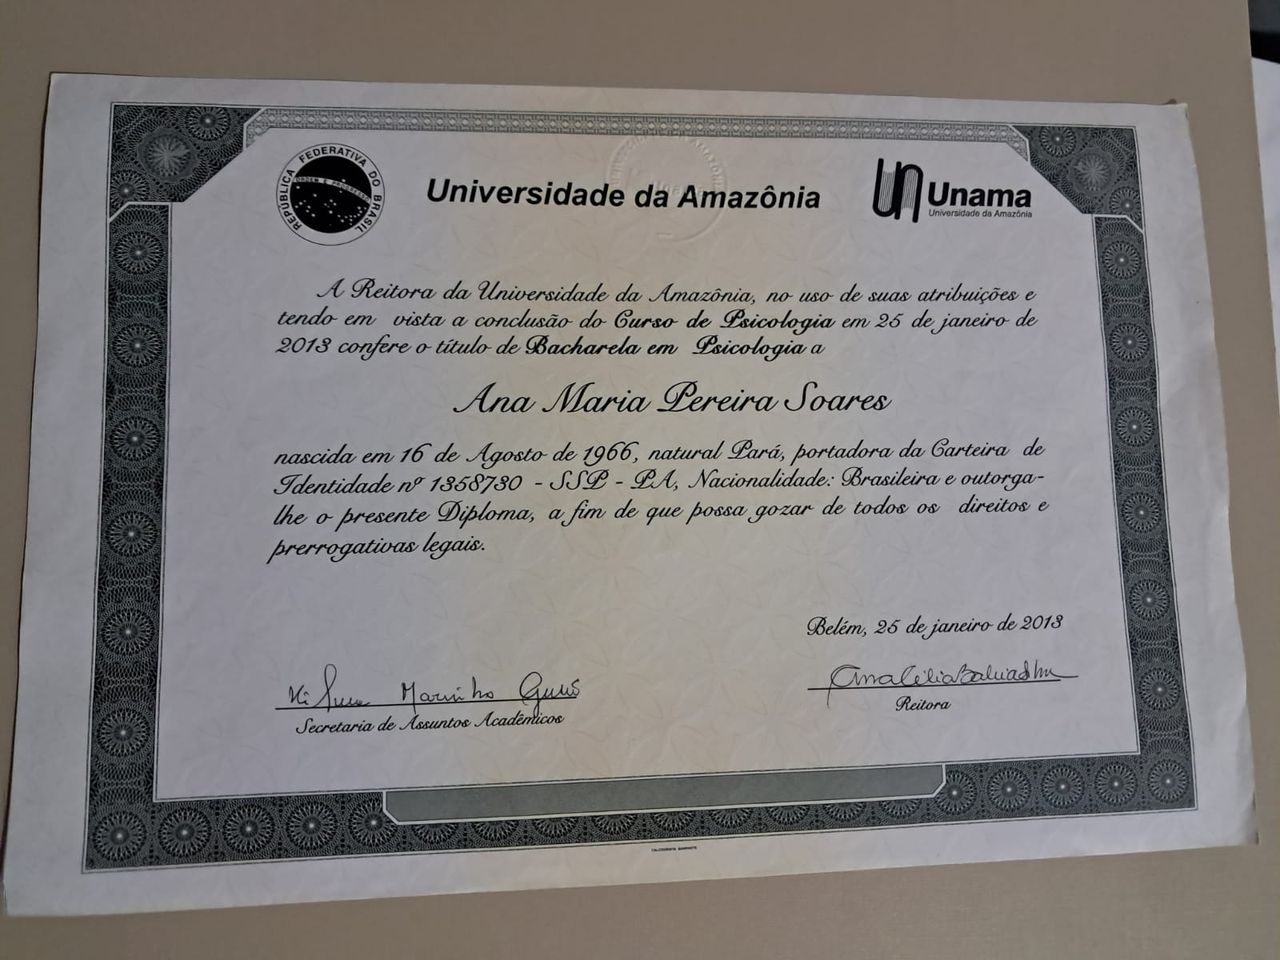 REPÚBLICA FEDERATIVA DO BRASIL
ORDEM E PROGRESSO
Universidade da Amazônia
Unama
Universidade da Amazônia
A Reitora da Universidade da Amazônia, no uso de suas atribuições e
tendo em vista a conclusão do Curso de Psicologia em 25 de janeiro de
2013 confere o título de Bacharela em Psicologia a
Ana Maria Pereira Soares
nascida em 16 de Agosto de 1966, natural Pará, portadora da Carteira de
Identidade nº 1358730 - SSP - PA, Nacionalidade: Brasileira e outorga-
lhe o presente Diploma, a fim de que possa gozar de todos os direitos e
prerrogativas legais.
Belém, 25 de janeiro de 2013
Marinho
Secretaria de Assuntos Acadêmicos
Reitora